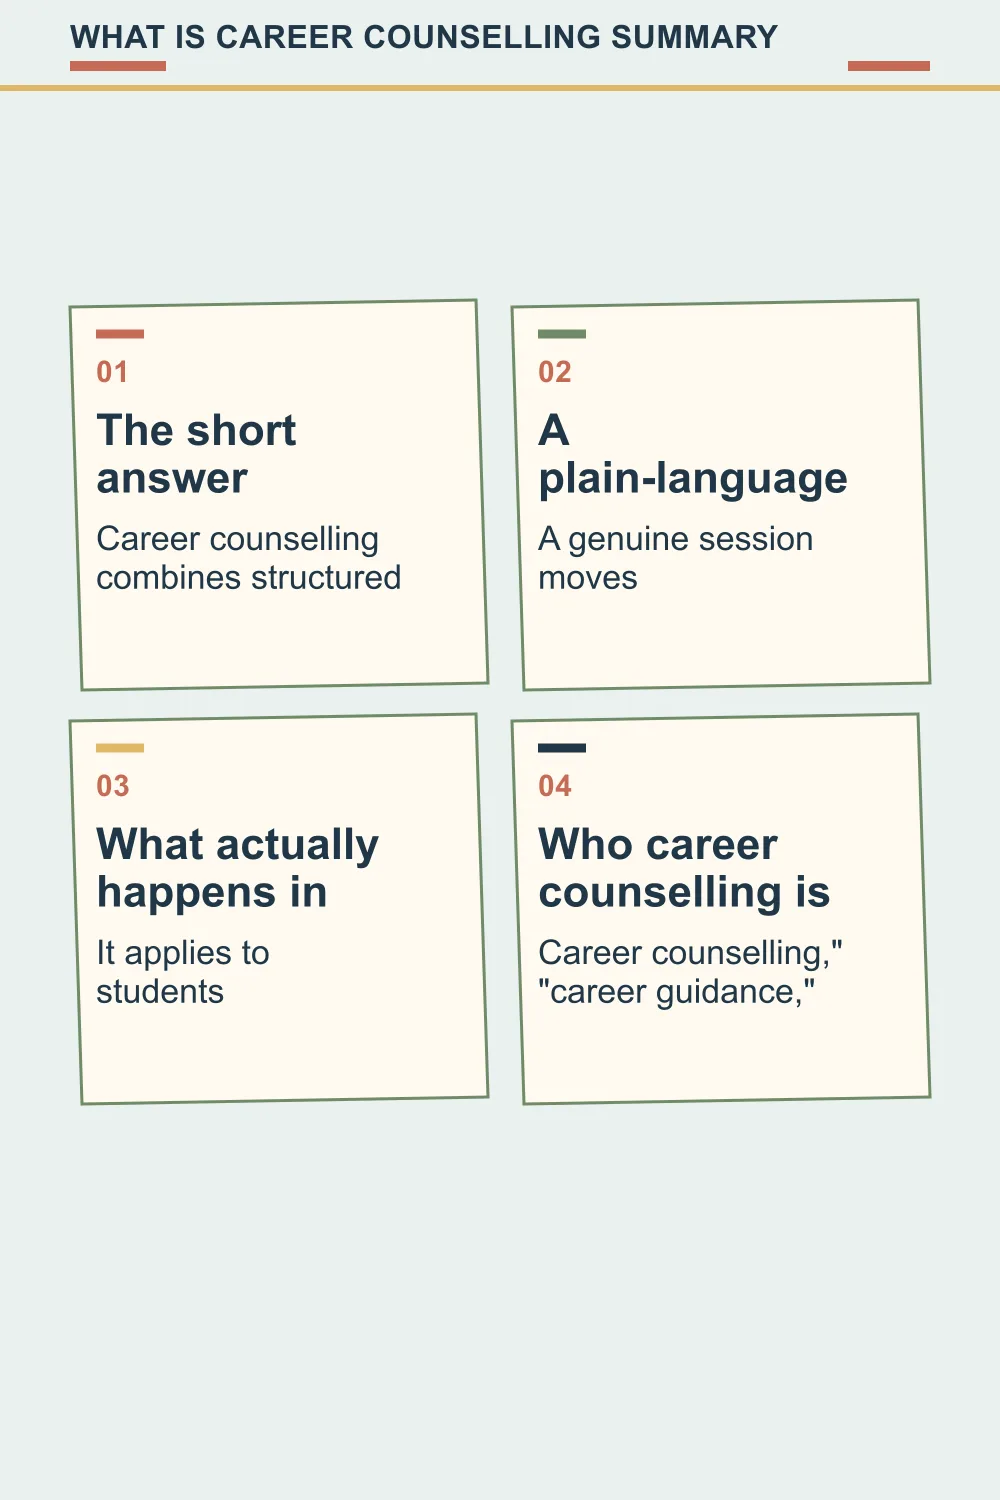 WHAT IS CAREER COUNSELLING SUMMARY
01
The short
answer
Career counselling
combines structured
02
A
plain-language
A genuine session
moves
03
What actually
happens in
It applies to
students
04
Who career
counselling is
Career counselling,"
"career guidance,"